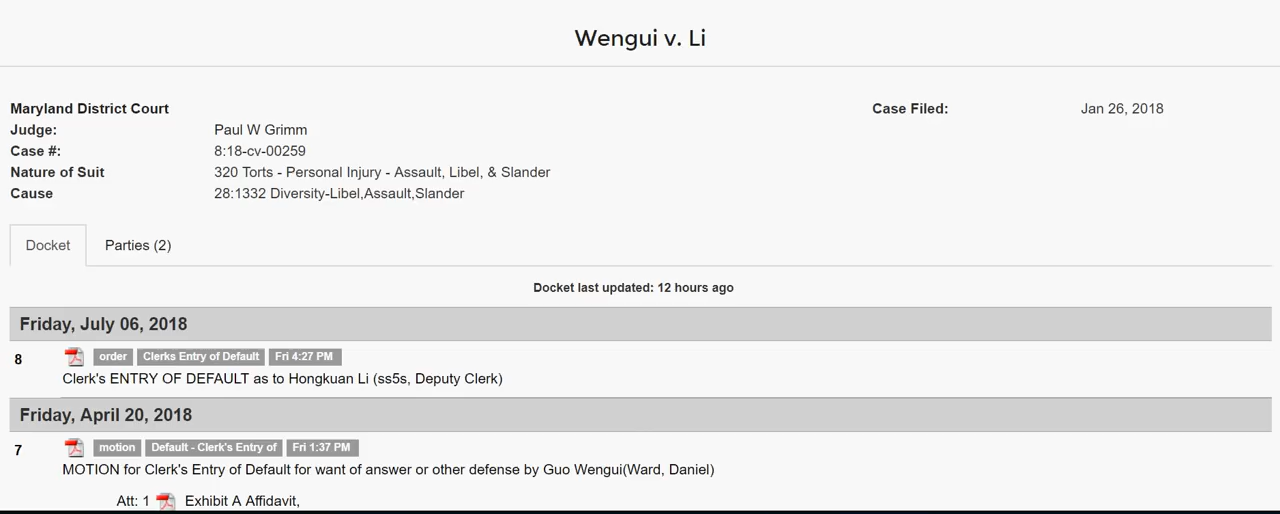 Wengui v. Li
Maryland District Court
Case Filed: Jan 26, 2018
Judge: Paul W Grimm
Case #: 8:18-cv-00259
Nature of Suit 320 Torts - Personal Injury - Assault, Libel, & Slander
Cause 28:1332 Diversity-Libel,Assault,Slander
Docket Parties (2)
Docket last updated: 12 hours ago
Friday, July 06, 2018
8 order Clerks Entry of Default Fri 4:27 PM
Clerk's ENTRY OF DEFAULT as to Hongkuan Li (ss5s, Deputy Clerk)
Friday, April 20, 2018
7 motion Default - Clerk's Entry of Fri 1:37 PM
MOTION for Clerk's Entry of Default for want of answer or other defense by Guo Wengui(Ward, Daniel)
Att: 1 Exhibit A Affidavit,